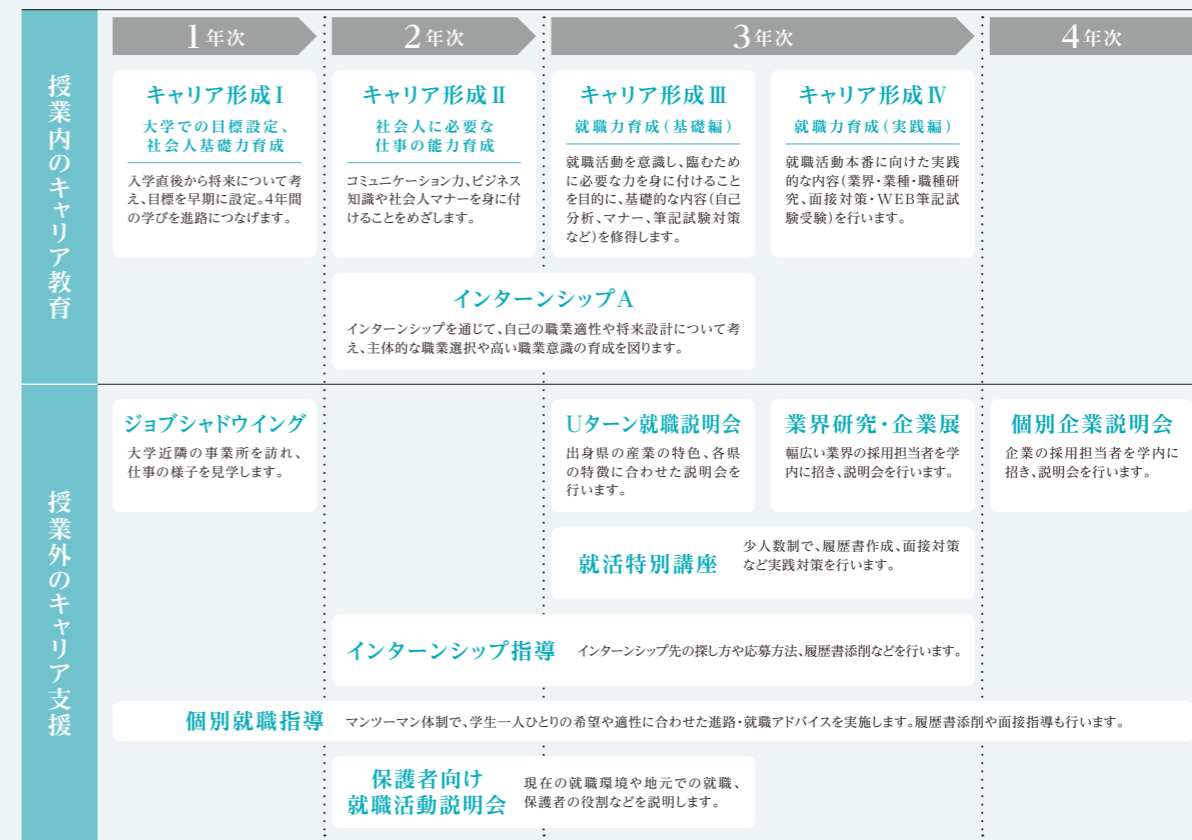 1年次
2年次
3年次
4年次
授業内のキャリア教育
キャリア形成Ⅰ
大学での目標設定、
社会人基礎力育成
入学直後から将来について考
え、目標を早期に設定。4年間
の学びを進路につなげます。
キャリア形成Ⅱ
社会人に必要な
仕事の能力育成
コミュニケーション力、ビジネス
知識や社会人マナーを身に付
けることをめざします。
キャリア形成Ⅲ
就職力育成(基礎編)
就職活動を意識し、臨むため
に必要な力を身に付けること
を目的に、基礎的な内容(自己
分析、マナー、筆記試験対策
など)を修得します。
キャリア形成Ⅳ
就職力育成(実践編)
就職活動本番に向けた実践
的な内容(業界・業種・職種研
究、面接対策・WEB筆記試
験受験)を行います。
インターンシップA
インターンシップを通じて、自己の職業適性や将来設計について考
え、主体的な職業選択や高い職業意識の育成を図ります。
授業外のキャリア支援
ジョブシャドウイング
大学近隣の事業所を訪れ、
仕事の様子を見学します。
Uターン就職説明会
出身県の産業の特色、各県
の特徴に合わせた説明会を
行います。
業界研究・企業展
幅広い業界の採用担当者を学
内に招き、説明会を行います。
個別企業説明会
企業の採用担当者を学内に
招き、説明会を行います。
就活特別講座
少人数制で、履歴書作成、面接対策
など実践対策を行います。
インターンシップ指導
インターンシップ先の探し方や応募方法、履歴書添削などを行います。
個別就職指導
マンツーマン体制で、学生一人ひとりの希望や適性に合わせた進路・就職アドバイスを実施します。履歴書添削や面接指導も行います。
保護者向け
就職活動説明会
現在の就職環境や地元での就職、
保護者の役割などを説明します。